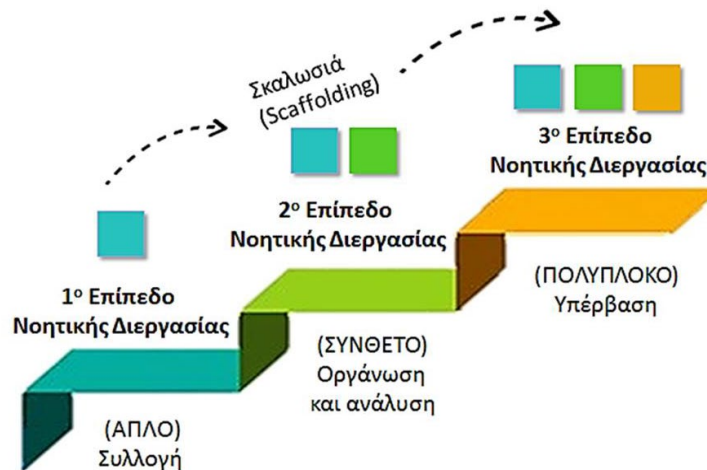 Σκαλωσιά
(Scaffolding)
1ο Επίπεδο
Νοητικής Διεργασίας
(ΑΠΛΟ)
Συλλογή
2ο Επίπεδο
Νοητικής Διεργασίας
(ΣΥΝΘΕΤΟ)
Οργάνωση
και ανάλυση
3ο Επίπεδο
Νοητικής Διεργασίας
(ΠΟΛΥΠΛΟΚΟ)
Υπέρβαση